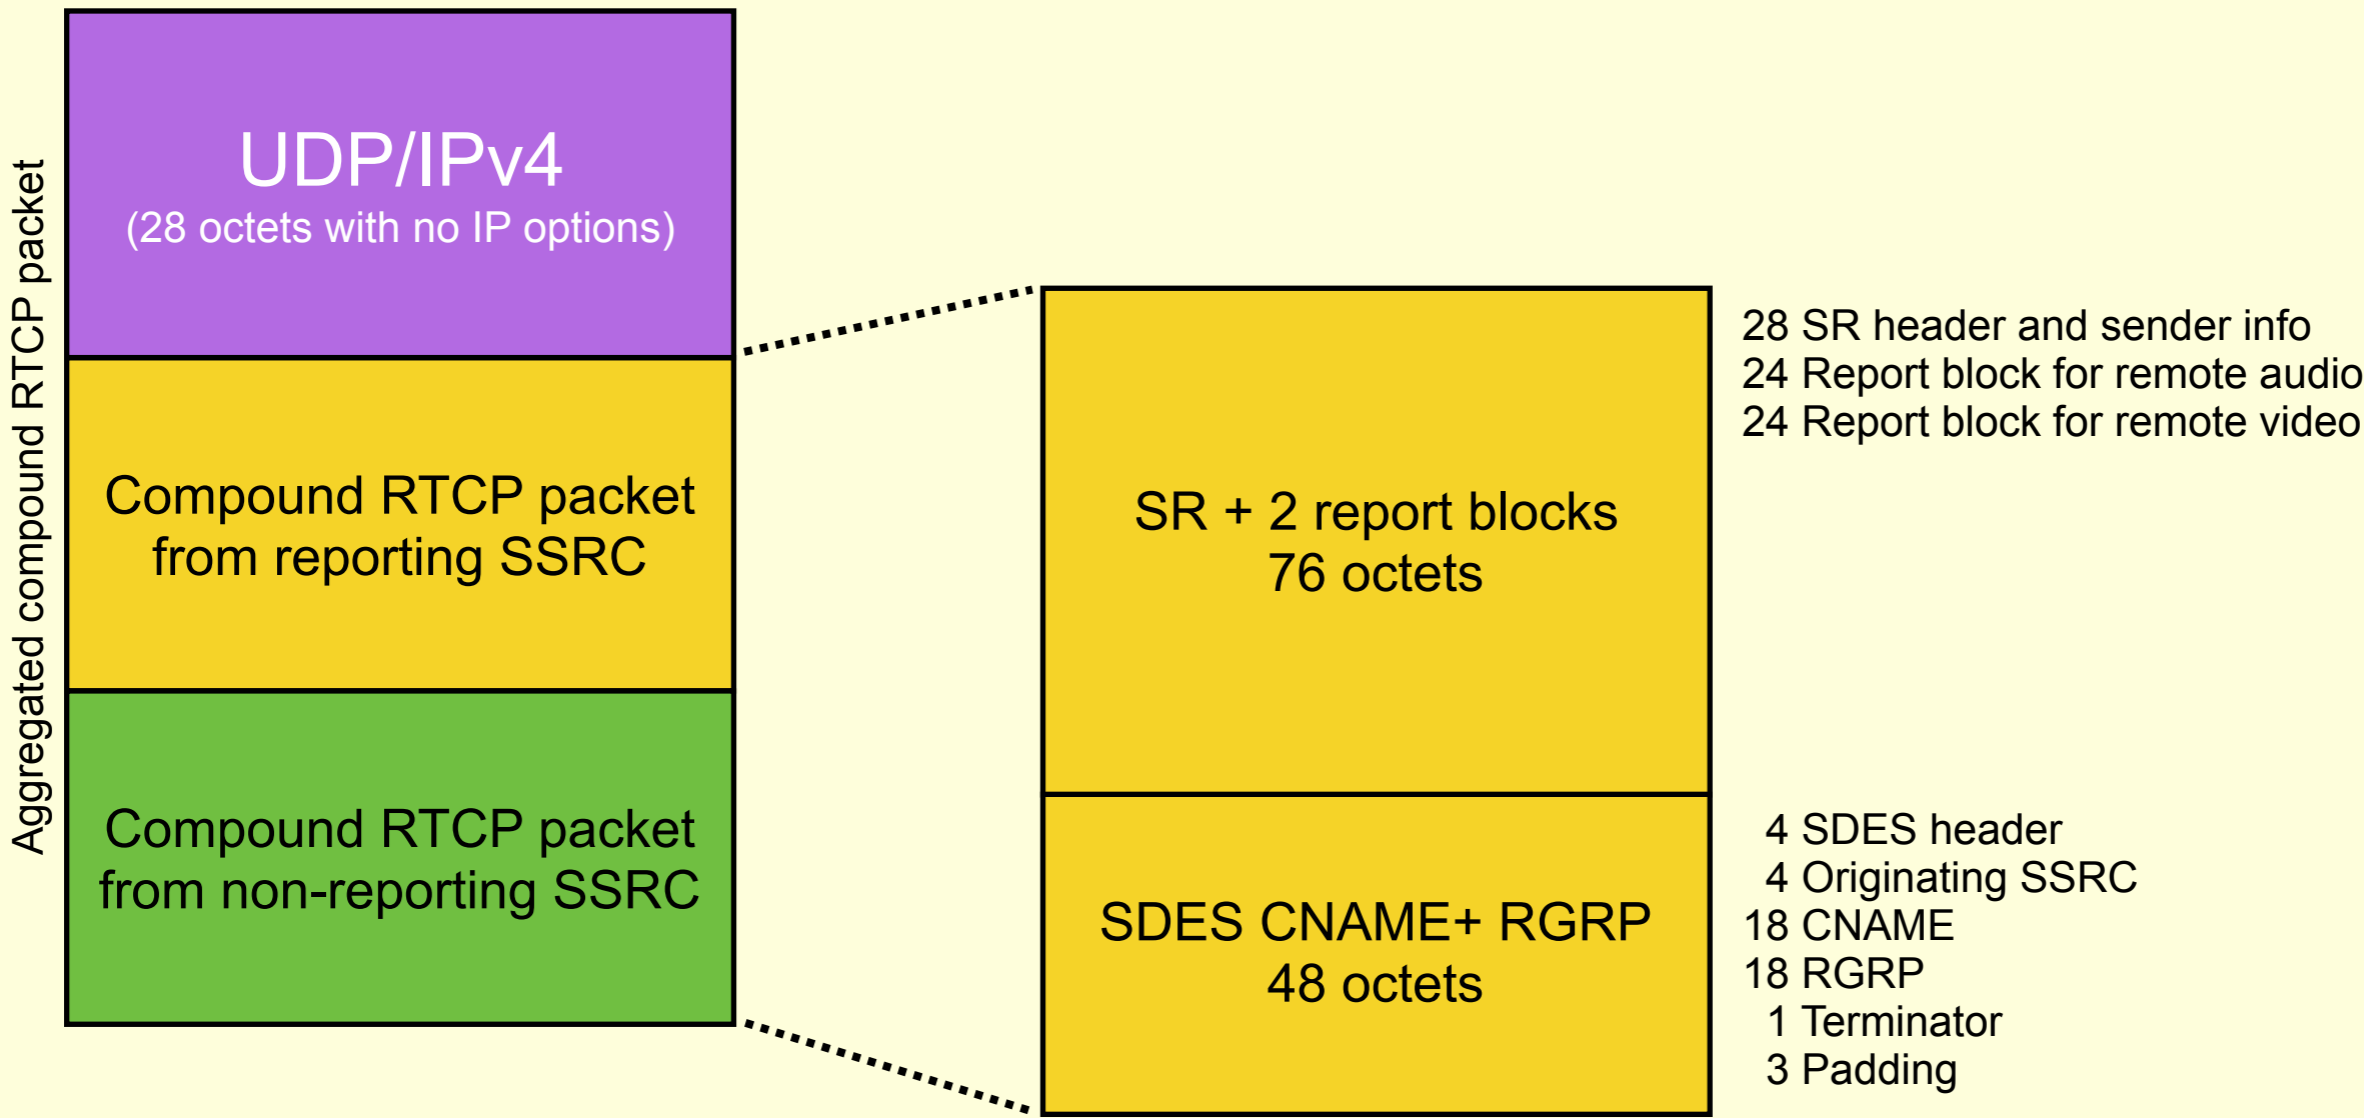 Aggregated compound RTCP packet
UDP/IPv4
(28 octets with no IP options)
Compound RTCP packet
from reporting SSRC
Compound RTCP packet
from non-reporting SSRC
SR + 2 report blocks
76 octets
SDES CNAME+ RGRP
48 octets
28 SR header and sender info
24 Report block for remote audio
24 Report block for remote video
4 SDES header
4 Originating SSRC
18 CNAME
18 RGRP
1 Terminator
3 Padding